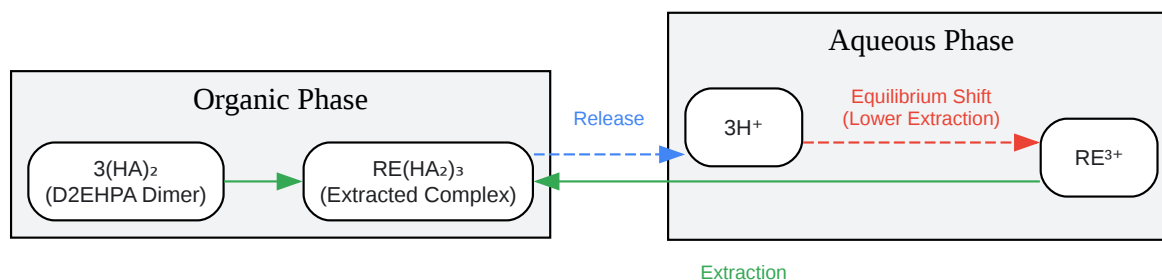 Organic Phase
3(HA)₂
(D2EHPA Dimer)
RE(HA₂)₃
(Extracted Complex)
Release
Aqueous Phase
3H⁺
Equilibrium Shift
(Lower Extraction)
RE³⁺
Extraction